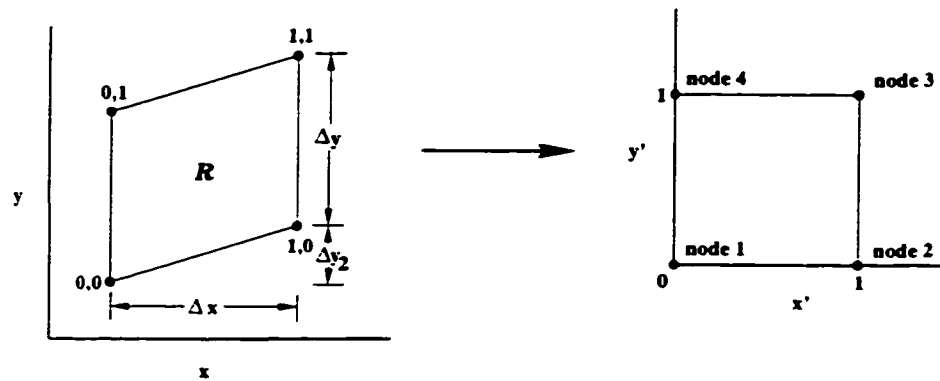 1,1
0,1
Δy
R
y
1,0
Δy₂
0,0
Δx
x
node 4
node 3
1
y'
node 1
node 2
0
1
x'